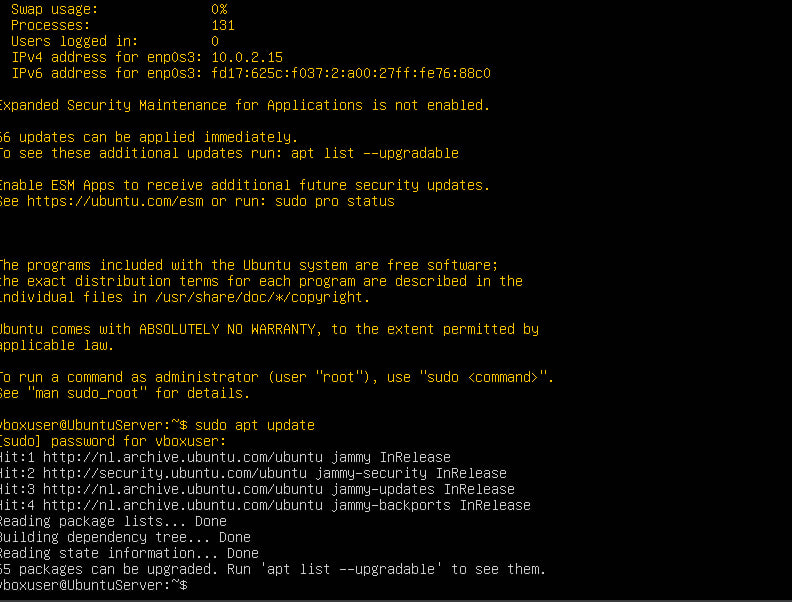 Swap usage: 0%
Processes: 131
Users logged in: 0
IPv4 address for enp0s3: 10.0.2.15
IPv6 address for enp0s3: fd17:625c:f037:2:a00:27ff:fe76:88c0
Expanded Security Maintenance for Applications is not enabled.
66 updates can be applied immediately.
To see these additional updates run: apt list --upgradable
Enable ESM Apps to receive additional future security updates.
See https://ubuntu.com/esm or run: sudo pro status
The programs included with the Ubuntu system are free software;
the exact distribution terms for each program are described in the
individual files in /usr/share/doc/*/copyright.
Ubuntu comes with ABSOLUTELY NO WARRANTY, to the extent permitted by
applicable law.
To run a command as administrator (user "root"), use "sudo <command>".
See "man sudo_root" for details.
vboxuser@UbuntuServer:~$ sudo apt update
[sudo] password for vboxuser:
Hit:1 http://nl.archive.ubuntu.com/ubuntu jammy InRelease
Hit:2 http://security.ubuntu.com/ubuntu jammy-security InRelease
Hit:3 http://nl.archive.ubuntu.com/ubuntu jammy-updates InRelease
Hit:4 http://nl.archive.ubuntu.com/ubuntu jammy-backports InRelease
Reading package lists... Done
Building dependency tree... Done
Reading state information... Done
65 packages can be upgraded. Run 'apt list --upgradable' to see them.
vboxuser@UbuntuServer:~$